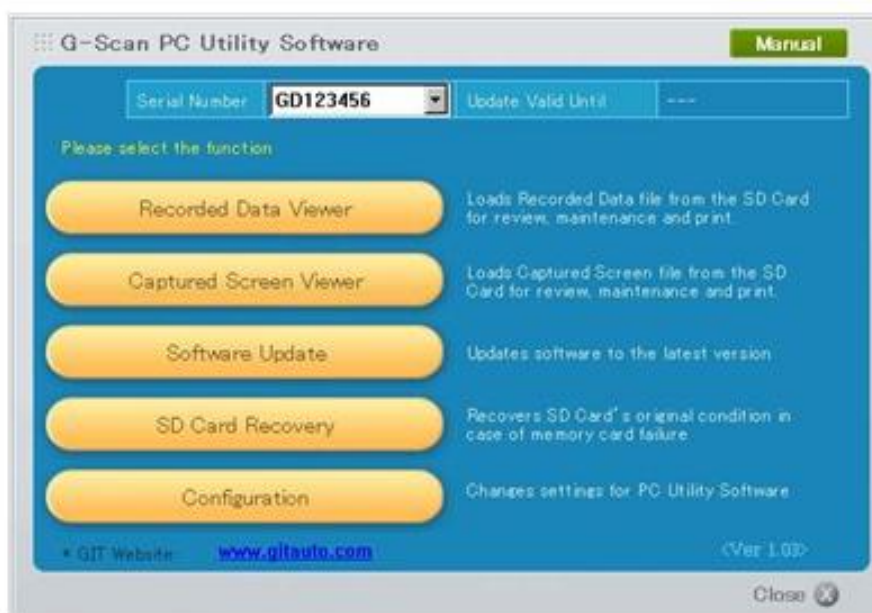 G-Scan PC Utility Software
Manual
Serial Number GD123456 Update Valid Until ---
Please select the function
Recorded Data Viewer
Loads Recorded Data file from the SD Card
for review, maintenance and print.
Captured Screen Viewer
Loads Captured Screen file from the SD
Card for review, maintenance and print.
Software Update
Updates software to the latest version
SD Card Recovery
Recovers SD Card's original condition in
case of memory card failure
Configuration
Changes settings for PC Utility Software
* GIT Website: www.gitauto.com
<Ver 1.03>
Close